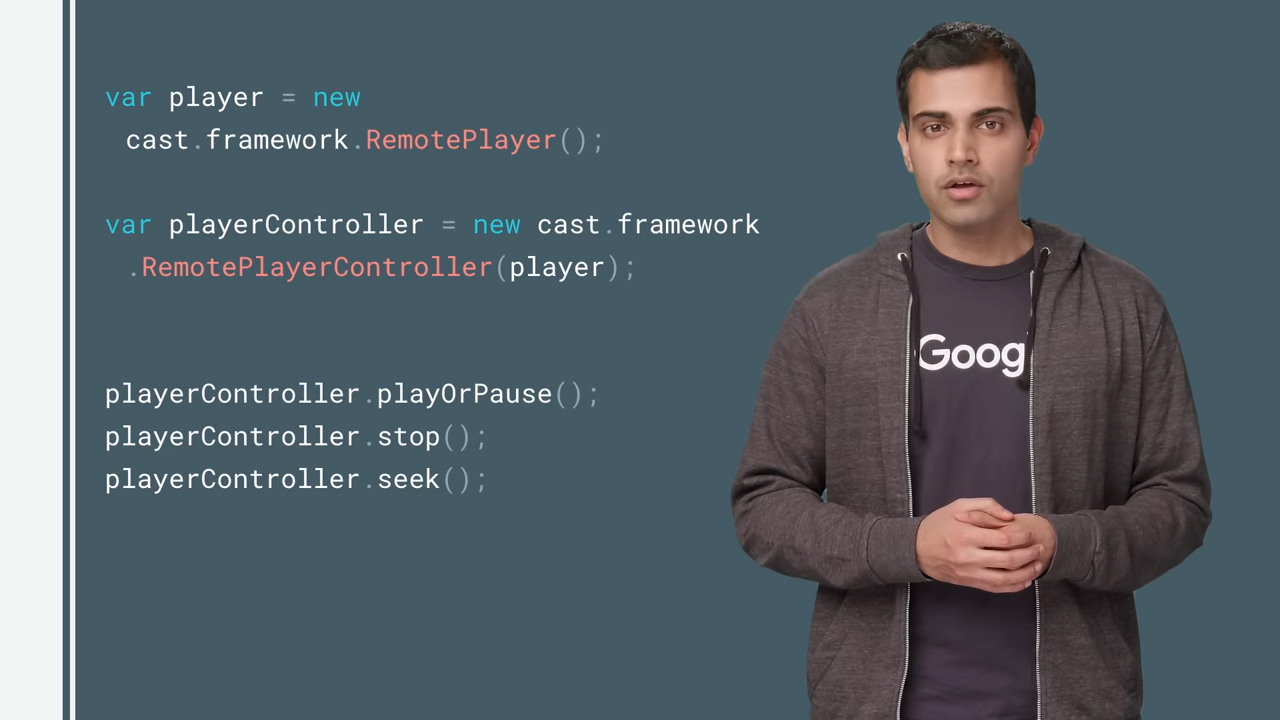 var player = new
cast.framework.RemotePlayer();
var playerController = new cast.framework
.RemotePlayerController(player);
playerController.playOrPause();
playerController.stop();
playerController.seek();
Goog